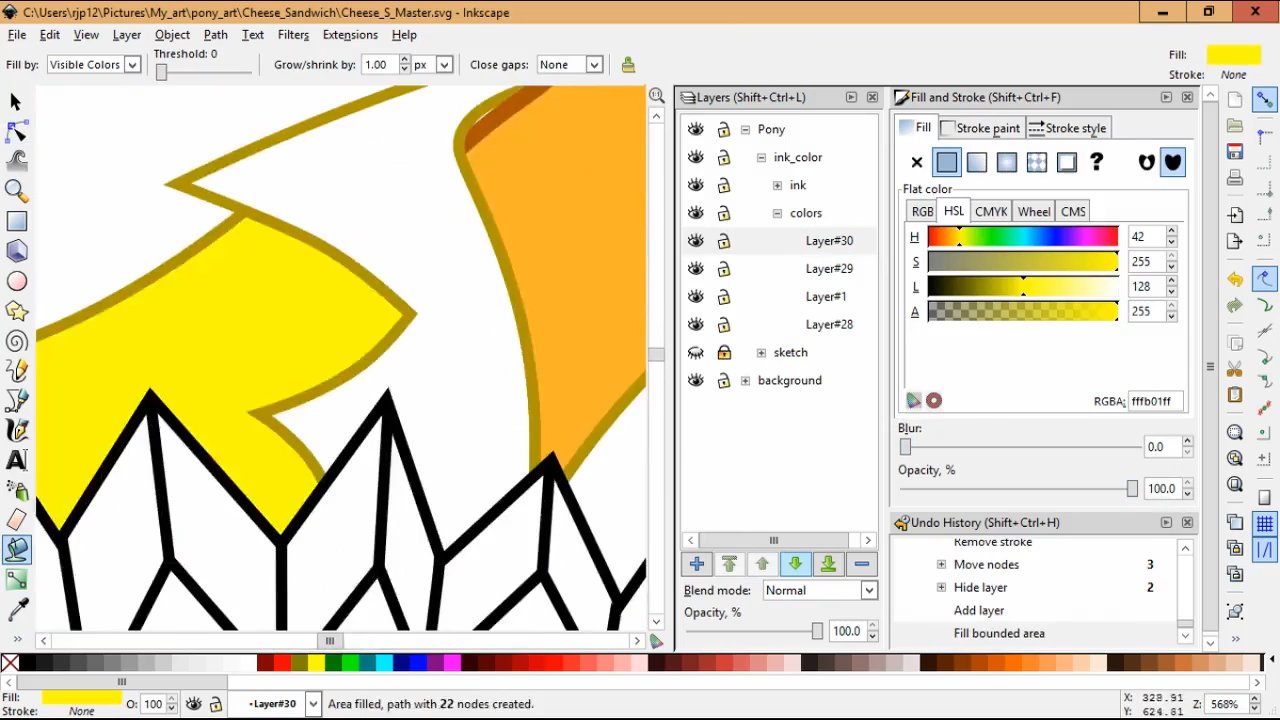 C:\Users\rjp12\Pictures\My_art\pony_art\Cheese_Sandwich\Cheese_S_Master.svg - Inkscape
File Edit View Layer Object Path Text Filters Extensions Help
Fill by: Visible Colors Threshold: 0 Grow/shrink by: 1.00 px Close gaps: None
Fill:
Stroke: None
Layers (Shift+Ctrl+L)
Pony
ink_color
ink
colors
Layer#30
Layer#29
Layer#1
Layer#28
sketch
background
Blend mode: Normal
Opacity, %
100.0
Fill and Stroke (Shift+Ctrl+F)
Fill Stroke paint Stroke style
Flat color
RGB HSL CMYK Wheel CMS
H 42
S 255
L 128
A 255
RGBA: fffb01ff
Blur:
0.0
Opacity, %
100.0
Undo History (Shift+Ctrl+H)
Remove stroke
Move nodes 3
Hide layer 2
Add layer
Fill bounded area
Fill:
Stroke: None
O: 100
•Layer#30
Area filled, path with 22 nodes created.
X: 328.91
Y: 624.81
Z: 568%